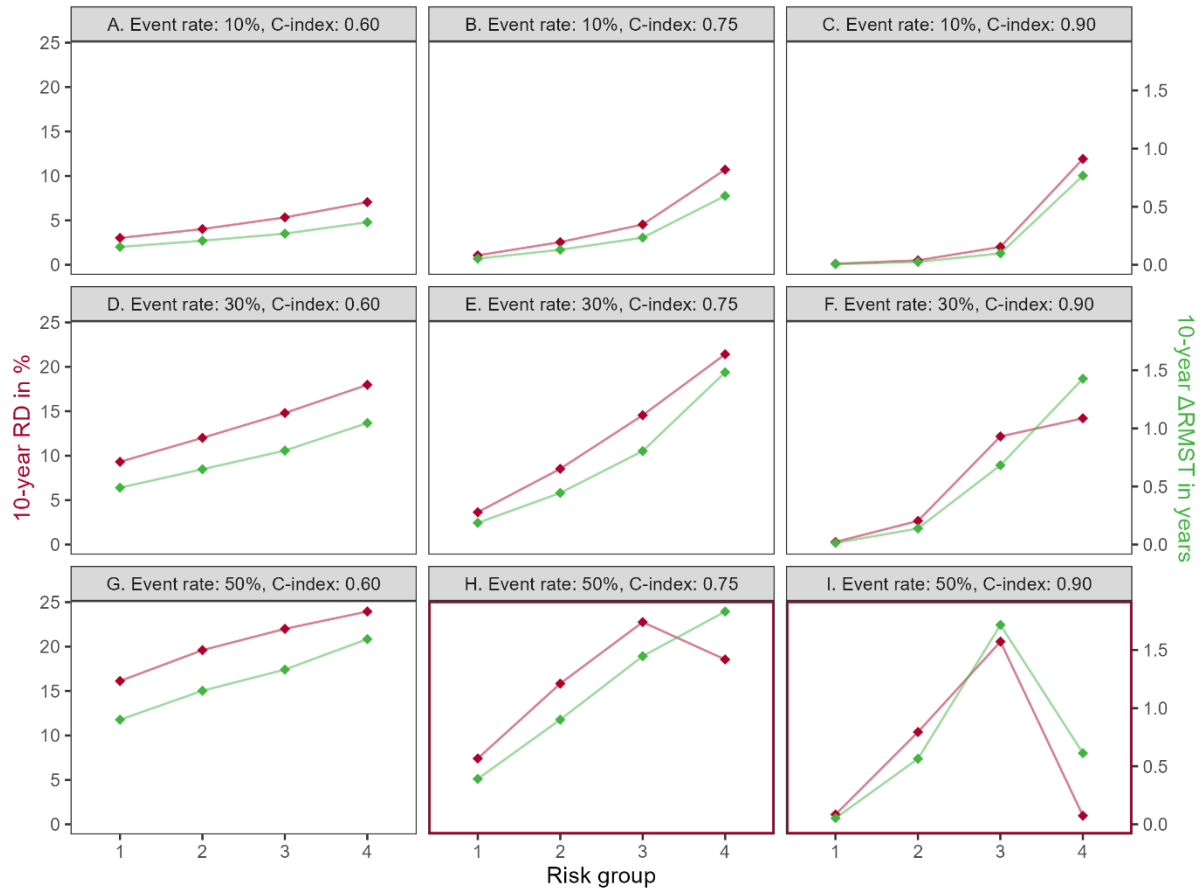 A. Event rate: 10%, C-index: 0.60
B. Event rate: 10%, C-index: 0.75
C. Event rate: 10%, C-index: 0.90
25
20
15
10
5
0
1.5
1.0
0.5
0.0
D. Event rate: 30%, C-index: 0.60
E. Event rate: 30%, C-index: 0.75
F. Event rate: 30%, C-index: 0.90
10-year RD in %
25
20
15
10
5
0
1.5
1.0
0.5
0.0
10-year ΔRMST in years
G. Event rate: 50%, C-index: 0.60
H. Event rate: 50%, C-index: 0.75
I. Event rate: 50%, C-index: 0.90
25
20
15
10
5
0
1.5
1.0
0.5
0.0
1 2 3 4
1 2 3 4
1 2 3 4
Risk group